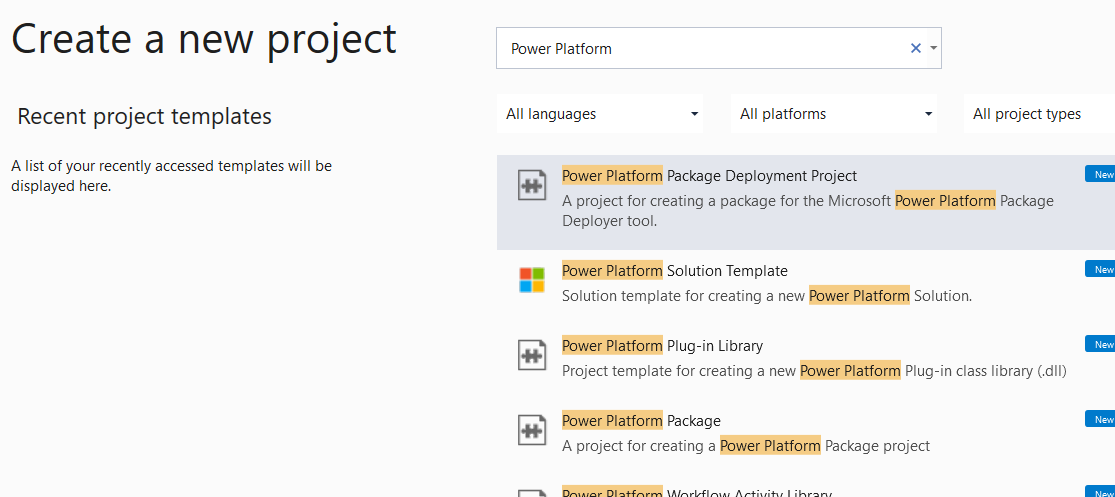 Create a new project
Power Platform
Recent project templates
All languages
All platforms
All project types
A list of your recently accessed templates will be
displayed here.
Power Platform Package Deployment Project
New
A project for creating a package for the Microsoft Power Platform Package
Deployer tool.
Power Platform Solution Template
New
Solution template for creating a new Power Platform Solution.
Power Platform Plug-in Library
New
Project template for creating a new Power Platform Plug-in class library (.dll)
Power Platform Package
New
A project for creating a Power Platform Package project
Power Platform Workflow Activity Library
New